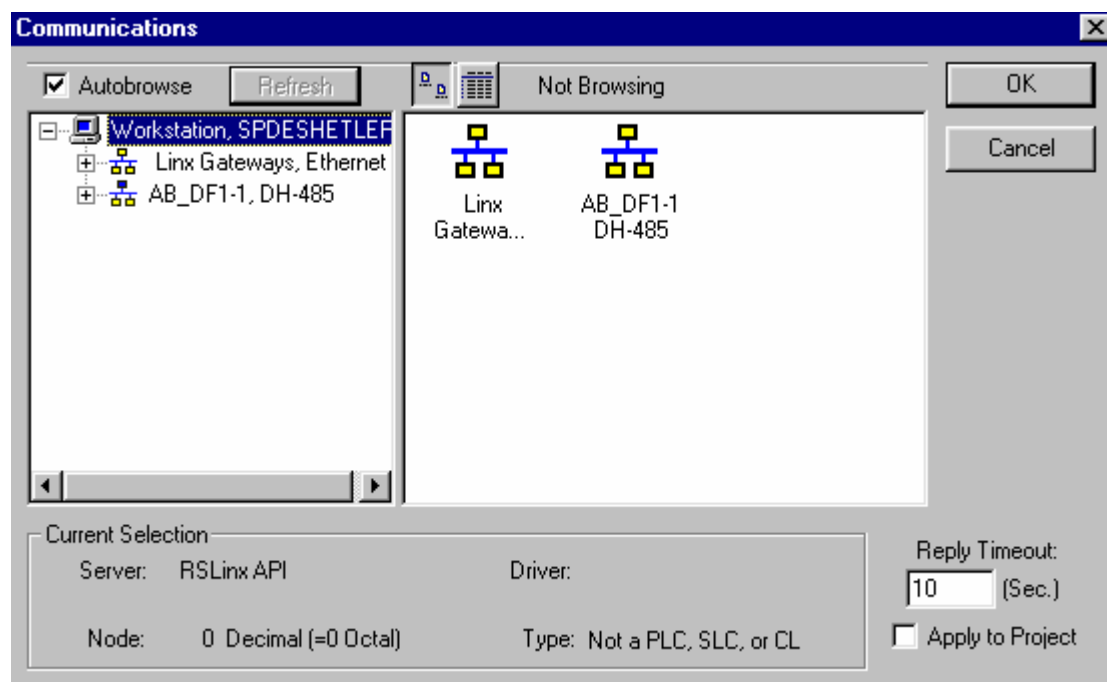 Communications
Autobrowse
Refresh
Not Browsing
OK
Cancel
Workstation, SPDESHETLEF
Linx Gateways, Ethernet
AB_DF1-1, DH-485
Linx
Gatewa...
AB_DF1-1
DH-485
Current Selection
Server: RSLinx API
Driver:
Node: 0 Decimal (=0 Octal)
Type: Not a PLC, SLC, or CL
Reply Timeout:
10 (Sec.)
Apply to Project